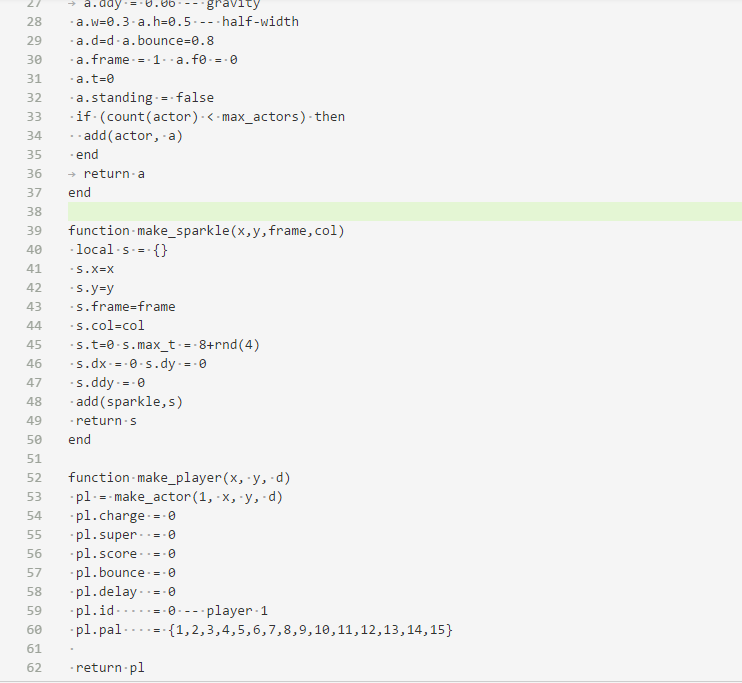 27 a.ddy = 0.06 -- gravity
28  a.w=0.3 a.h=0.5 -- half-width
29  a.d=d a.bounce=0.8
30  a.frame = 1  a.f0 = 0
31  a.t=0
32  a.standing = false
33  if (count(actor) < max_actors) then
34   add(actor, a)
35  end
36 → return a
37 end
38
39 function make_sparkle(x,y,frame,col)
40  local s = {}
41  s.x=x
42  s.y=y
43  s.frame=frame
44  s.col=col
45  s.t=0 s.max_t = 8+rnd(4)
46  s.dx = 0 s.dy = 0
47  s.ddy = 0
48  add(sparkle,s)
49  return s
50 end
51
52 function make_player(x, y, d)
53  pl = make_actor(1, x, y, d)
54  pl.charge = 0
55  pl.super  = 0
56  pl.score  = 0
57  pl.bounce = 0
58  pl.delay  = 0
59  pl.id     = 0 -- player 1
60  pl.pal    = {1,2,3,4,5,6,7,8,9,10,11,12,13,14,15}
61
62  return pl